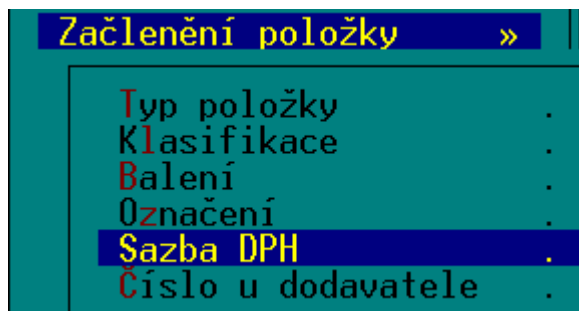 Začlenění položky »
Typ položky .
Klasifikace .
Balení .
Označení .
Sazba DPH .
Číslo u dodavatele .